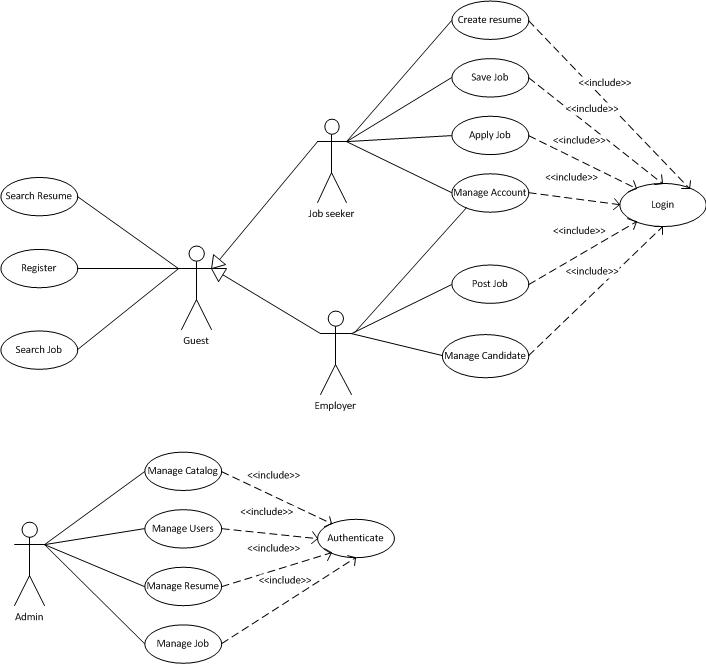 Create resume
<<include>>
Save Job
<<include>>
Apply Job
<<include>>
Job seeker
Manage Account
<<include>>
Search Resume
Login
<<include>>
Register
<<include>>
Post Job
Guest
Search Job
Manage Candidate
Employer
Manage Catalog
<<include>>
<<include>>
Manage Users
Authenticate
<<include>>
<<include>>
Manage Resume
Admin
Manage Job